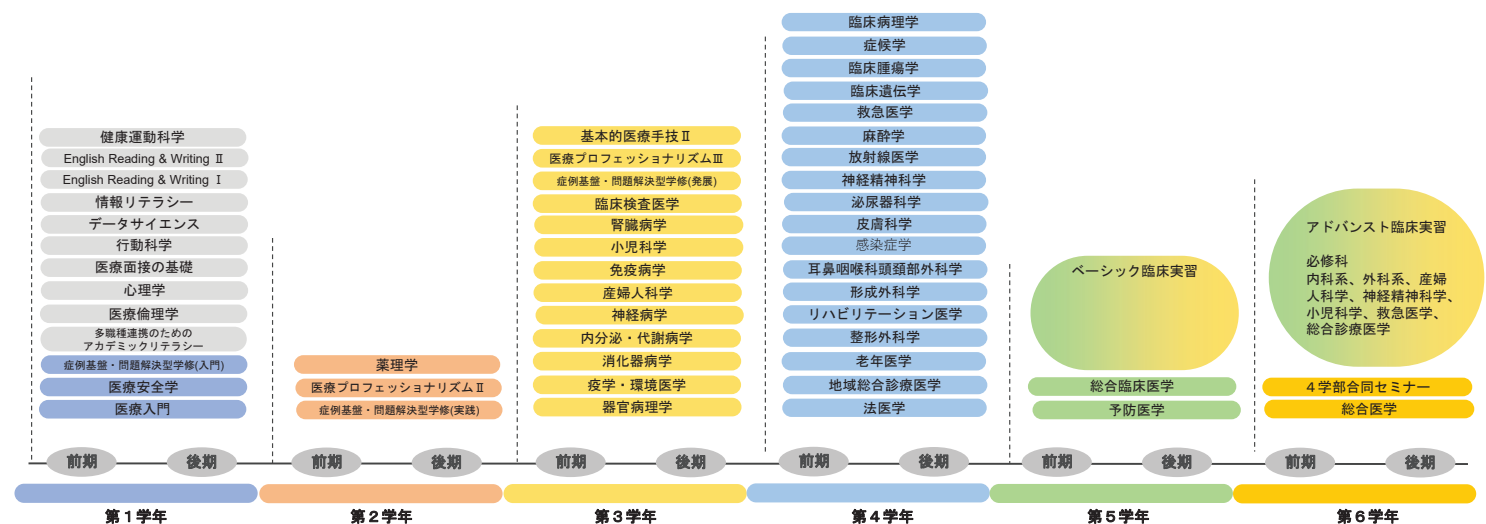 健康運動科学
English Reading & Writing Ⅱ
English Reading & Writing Ⅰ
情報リテラシー
データサイエンス
行動科学
医療面接の基礎
心理学
医療倫理学
多職種連携のための
アカデミックリテラシー
症例基盤・問題解決型学修(入門)
医療安全学
医療入門
薬理学
医療プロフェッショナリズムⅡ
症例基盤・問題解決型学修(実践)
基本的医療手技Ⅱ
医療プロフェッショナリズムⅢ
症例基盤・問題解決型学修(発展)
臨床検査医学
腎臓病学
小児科学
免疫病学
産婦人科学
神経病学
内分泌・代謝病学
消化器病学
疫学・環境医学
器官病理学
臨床病理学
症候学
臨床腫瘍学
臨床遺伝学
救急医学
麻酔学
放射線医学
神経精神科学
泌尿器科学
皮膚科学
感染症学
耳鼻咽喉科頭頚部外科学
形成外科学
リハビリテーション医学
整形外科学
老年医学
地域総合診療医学
法医学
ベーシック臨床実習
総合臨床医学
予防医学
アドバンスト臨床実習
必修科
内科系、外科系、産婦
人科学、神経精神科学、
小児科学、救急医学、
総合診療医学
4学部合同セミナー
総合医学
前期 後期 前期 後期 前期 後期 前期 後期 前期 後期 前期 後期
第1学年 第2学年 第3学年 第4学年 第5学年 第6学年